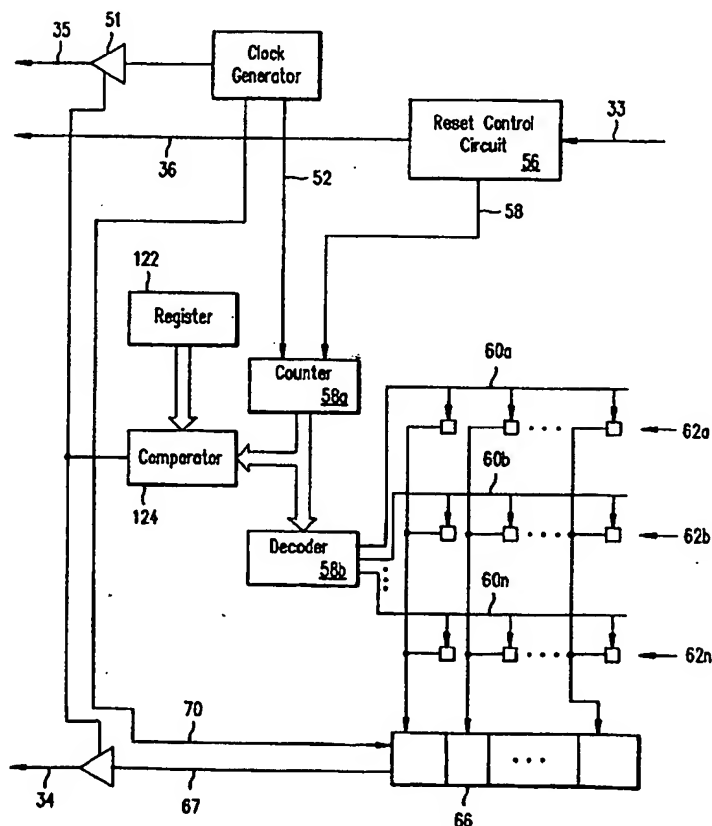 35
51
Clock
Generator
Reset Control
Circuit
56
33
36
52
58
122
Register
Counter
58a
60a
62a
Comparator
124
60b
62b
Decoder
58b
60n
62n
70
34
67
66